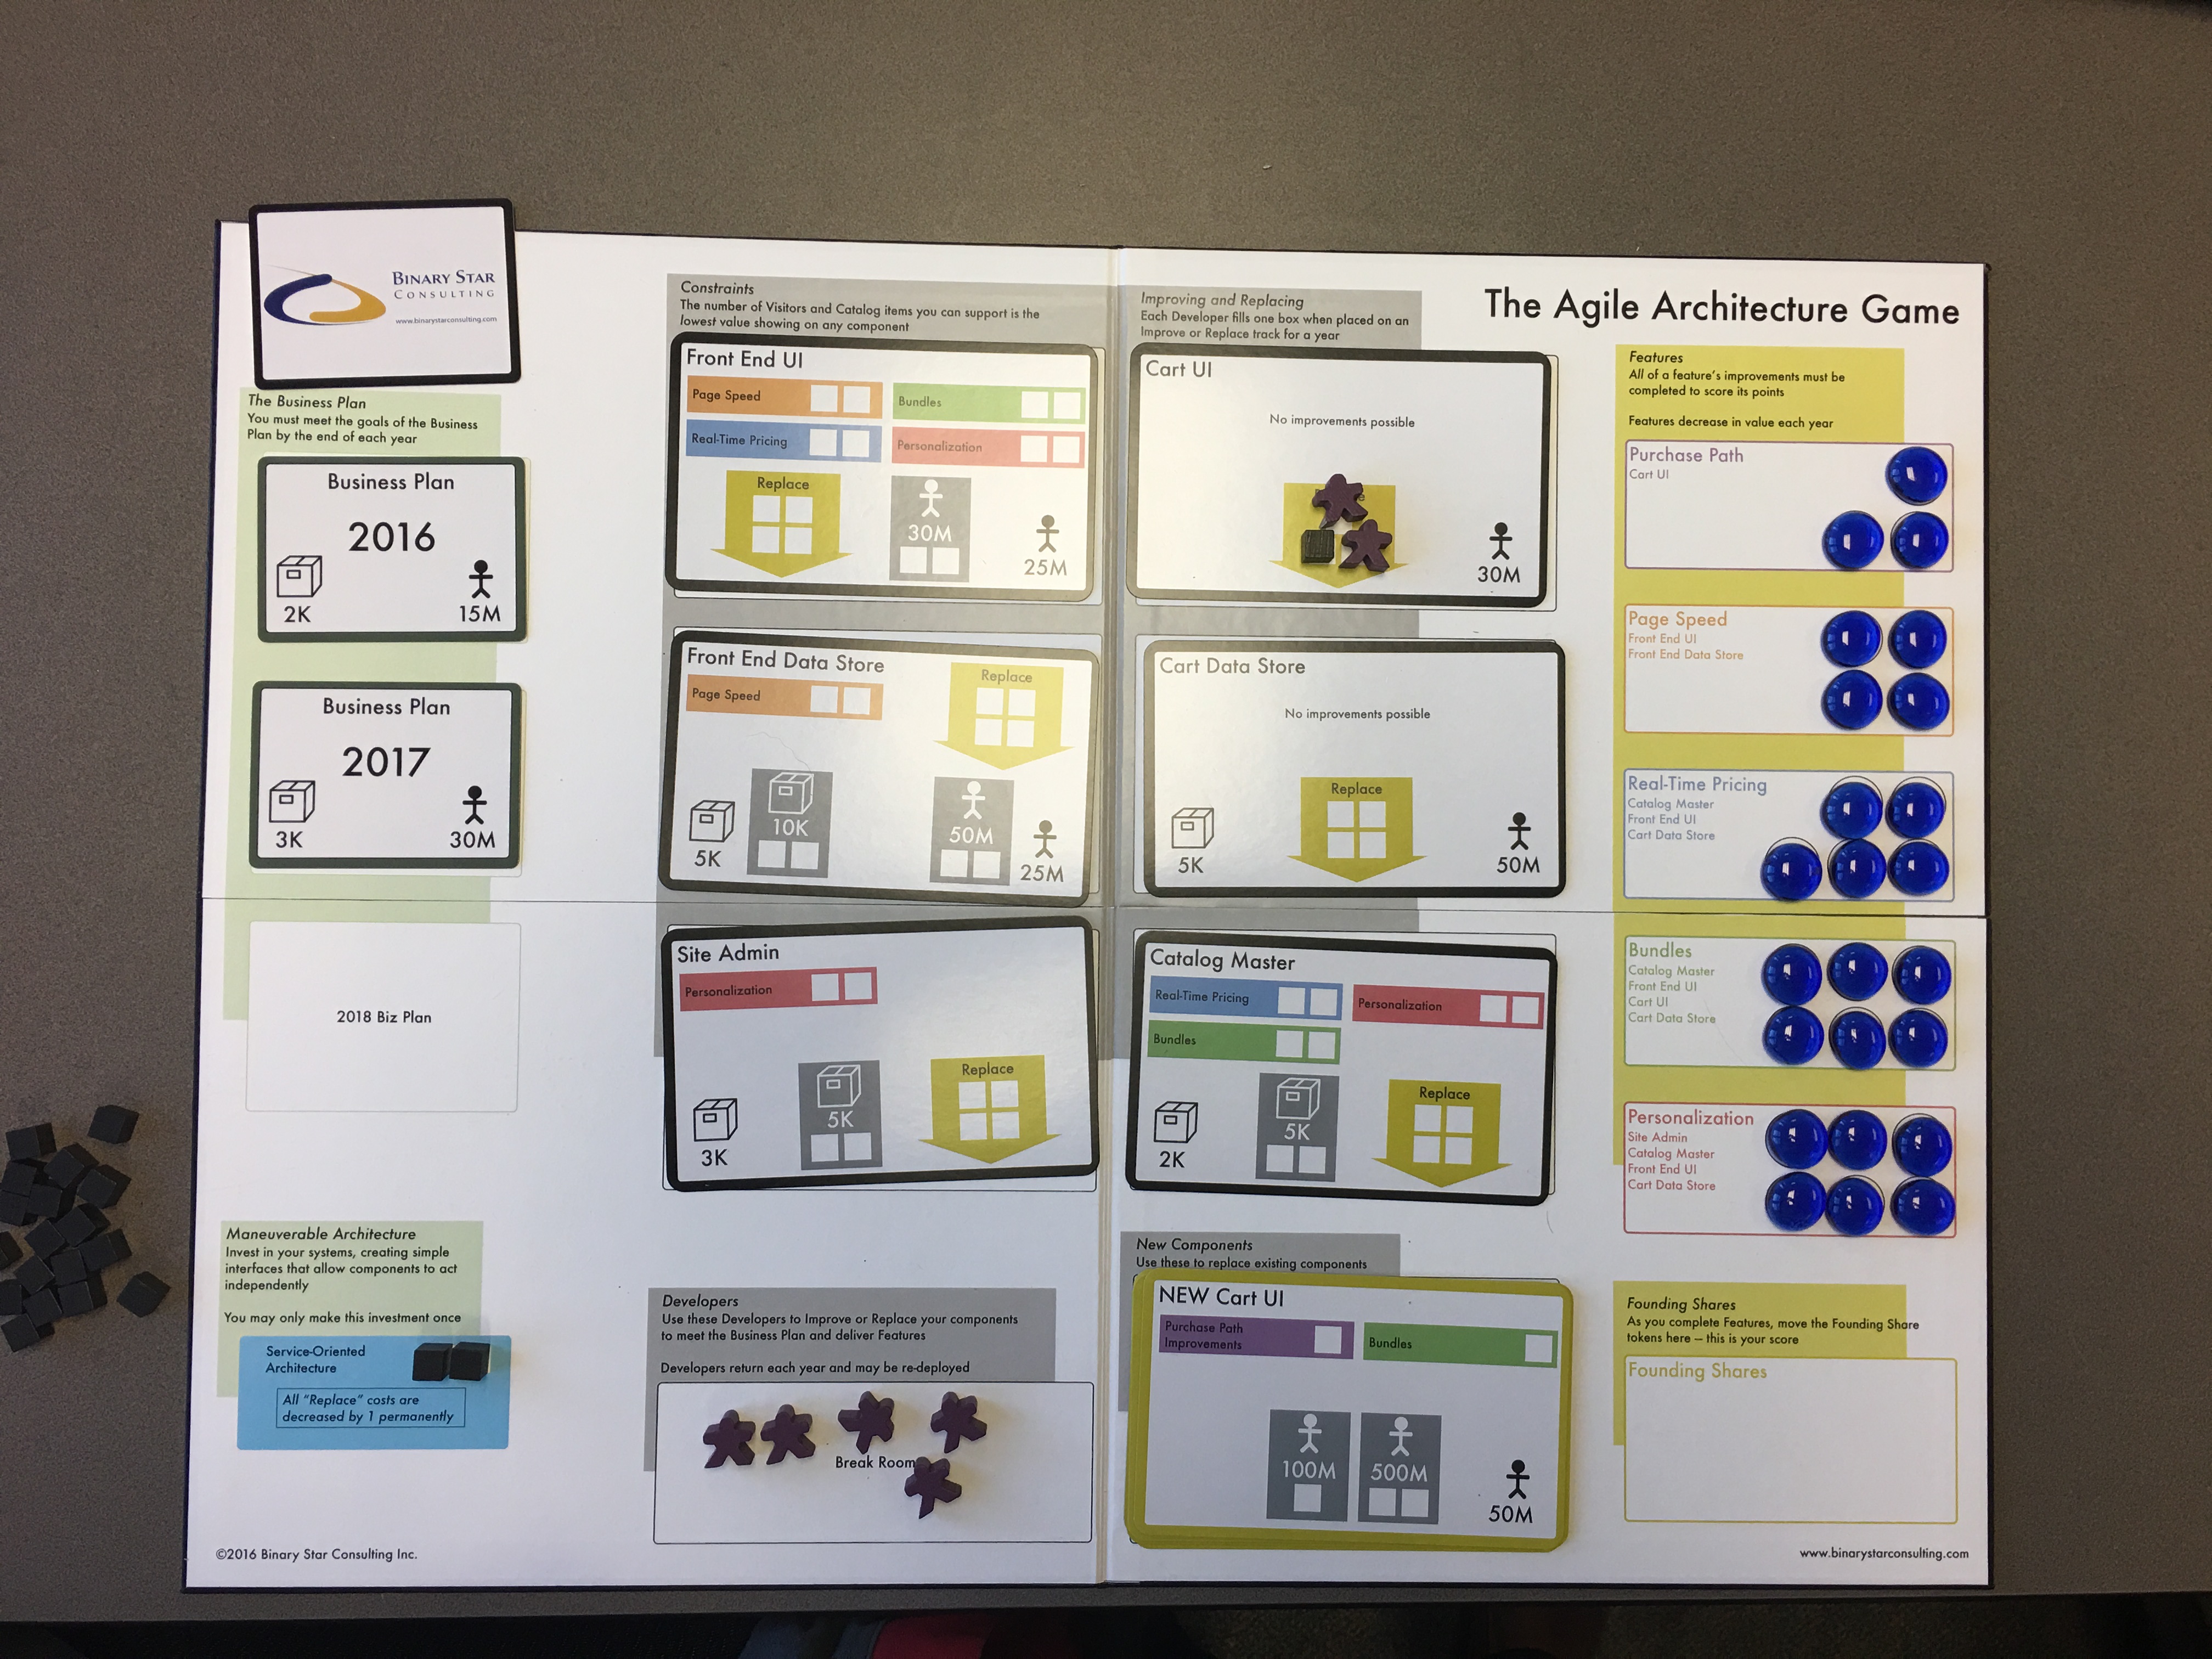 The Agile Architecture Game
BINARY STAR
CONSULTING
www.binarystarconsulting.com
The Business Plan
You must meet the goals of the Business
Plan by the end of each year
Business Plan
2016
2K
15M
Business Plan
2017
3K
30M
2018 Biz Plan
Maneuverable Architecture
Invest in your systems, creating simple
interfaces that allow components to act
independently
You may only make this investment once
Service-Oriented
Architecture
All "Replace" costs are
decreased by 1 permanently
©2016 Binary Star Consulting Inc.
Constraints
The number of Visitors and Catalog items you can support is the
lowest value showing on any component
Front End UI
Page Speed
Bundles
Real-Time Pricing
Personalization
Replace
30M
25M
Front End Data Store
Page Speed
Replace
10K
50M
5K
25M
Site Admin
Personalization
Replace
5K
3K
Developers
Use these Developers to Improve or Replace your components
to meet the Business Plan and deliver Features
Developers return each year and may be re-deployed
Break Room
Improving and Replacing
Each Developer fills one box when placed on an
Improve or Replace track for a year
Cart UI
No improvements possible
30M
Cart Data Store
No improvements possible
Replace
5K
50M
Catalog Master
Real-Time Pricing
Personalization
Bundles
Replace
5K
2K
New Components
Use these to replace existing components
NEW Cart UI
Purchase Path
Improvements
Bundles
100M
500M
50M
Features
All of a feature's improvements must be
completed to score its points
Features decrease in value each year
Purchase Path
Cart UI
Page Speed
Front End UI
Front End Data Store
Real-Time Pricing
Catalog Master
Front End UI
Cart Data Store
Bundles
Catalog Master
Front End UI
Cart UI
Cart Data Store
Personalization
Site Admin
Catalog Master
Front End UI
Cart Data Store
Founding Shares
As you complete Features, move the Founding Share
tokens here – this is your score
Founding Shares
www.binarystarconsulting.com